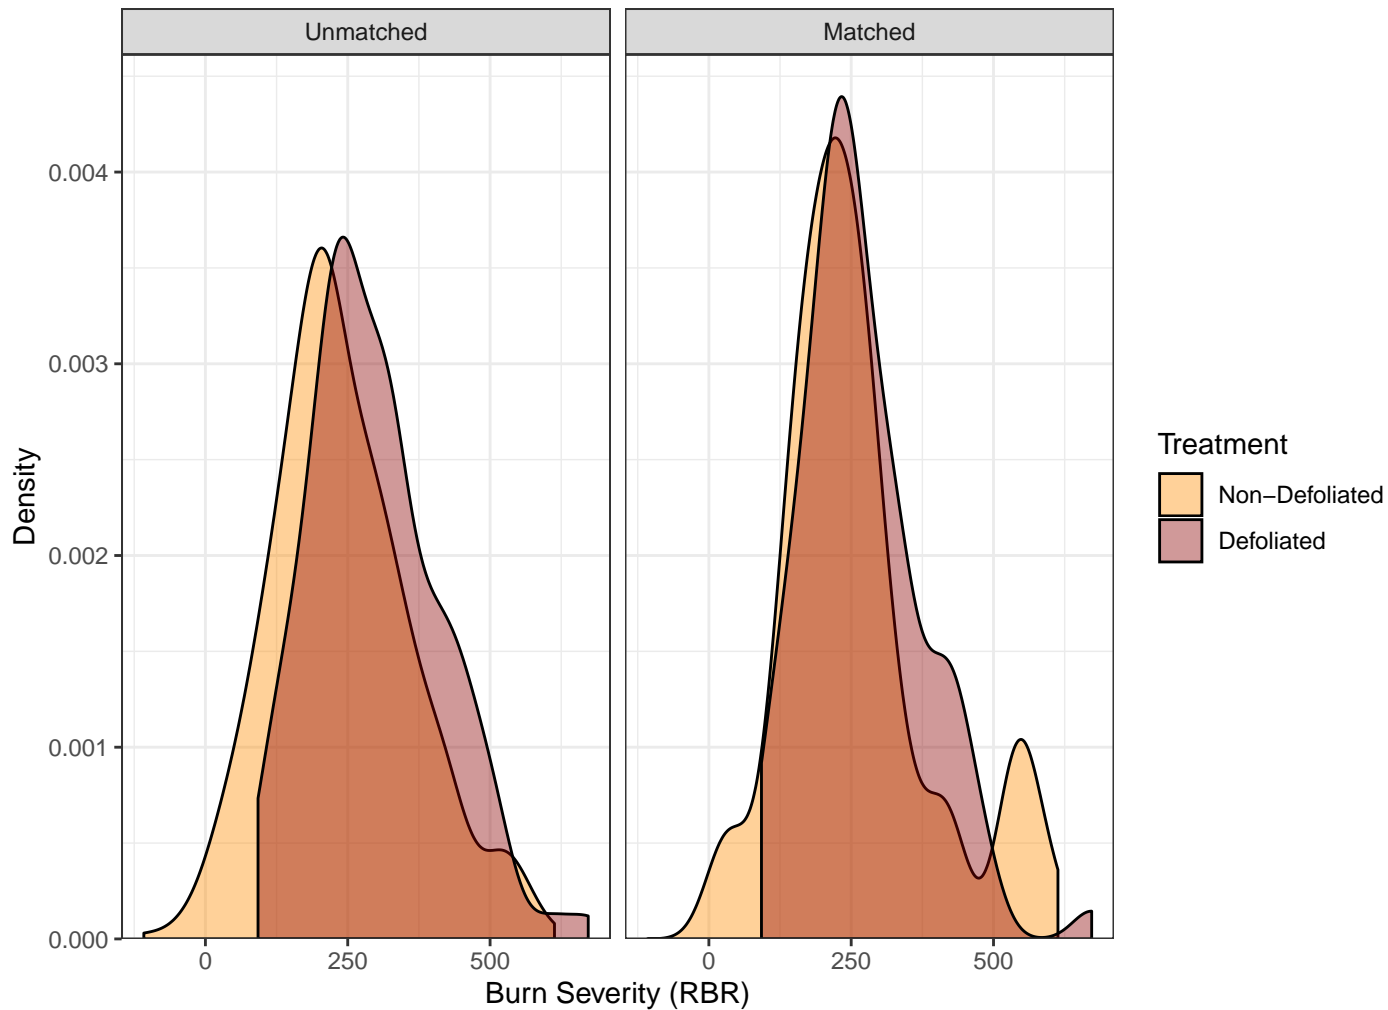 Unmatched
Matched
Density
0.004
0.003
0.002
0.001
0.000
0 250 500
0 250 500
Burn Severity (RBR)
Treatment
Non−Defoliated
Defoliated